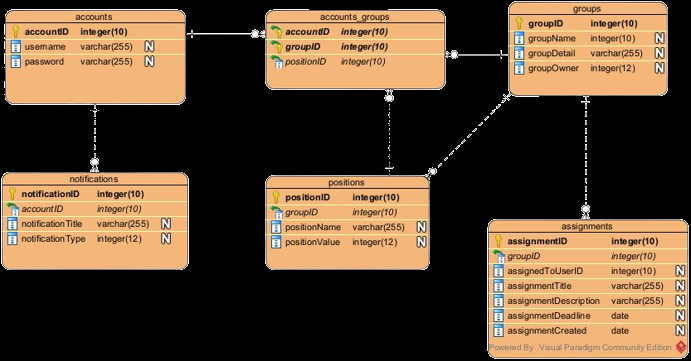 accounts
accountID integer(10)
username varchar(255) N
password varchar(255) N
accounts_groups
accountID integer(10)
groupID integer(10)
positionID integer(10)
groups
groupID integer(10)
groupName integer(10) N
groupDetail varchar(255) N
groupOwner integer(12) N
notifications
notificationID integer(10)
accountID integer(10)
notificationTitle varchar(255) N
notificationType integer(12) N
positions
positionID integer(10)
groupID integer(10)
positionName varchar(255) N
positionValue integer(12) N
assignments
assignmentID integer(10)
groupID integer(10)
assignedToUserID integer(10) N
assignmentTitle varchar(255) N
assignmentDescription varchar(255) N
assignmentDeadline date N
assignmentCreated date N
Powered By: Visual Paradigm Community Edition